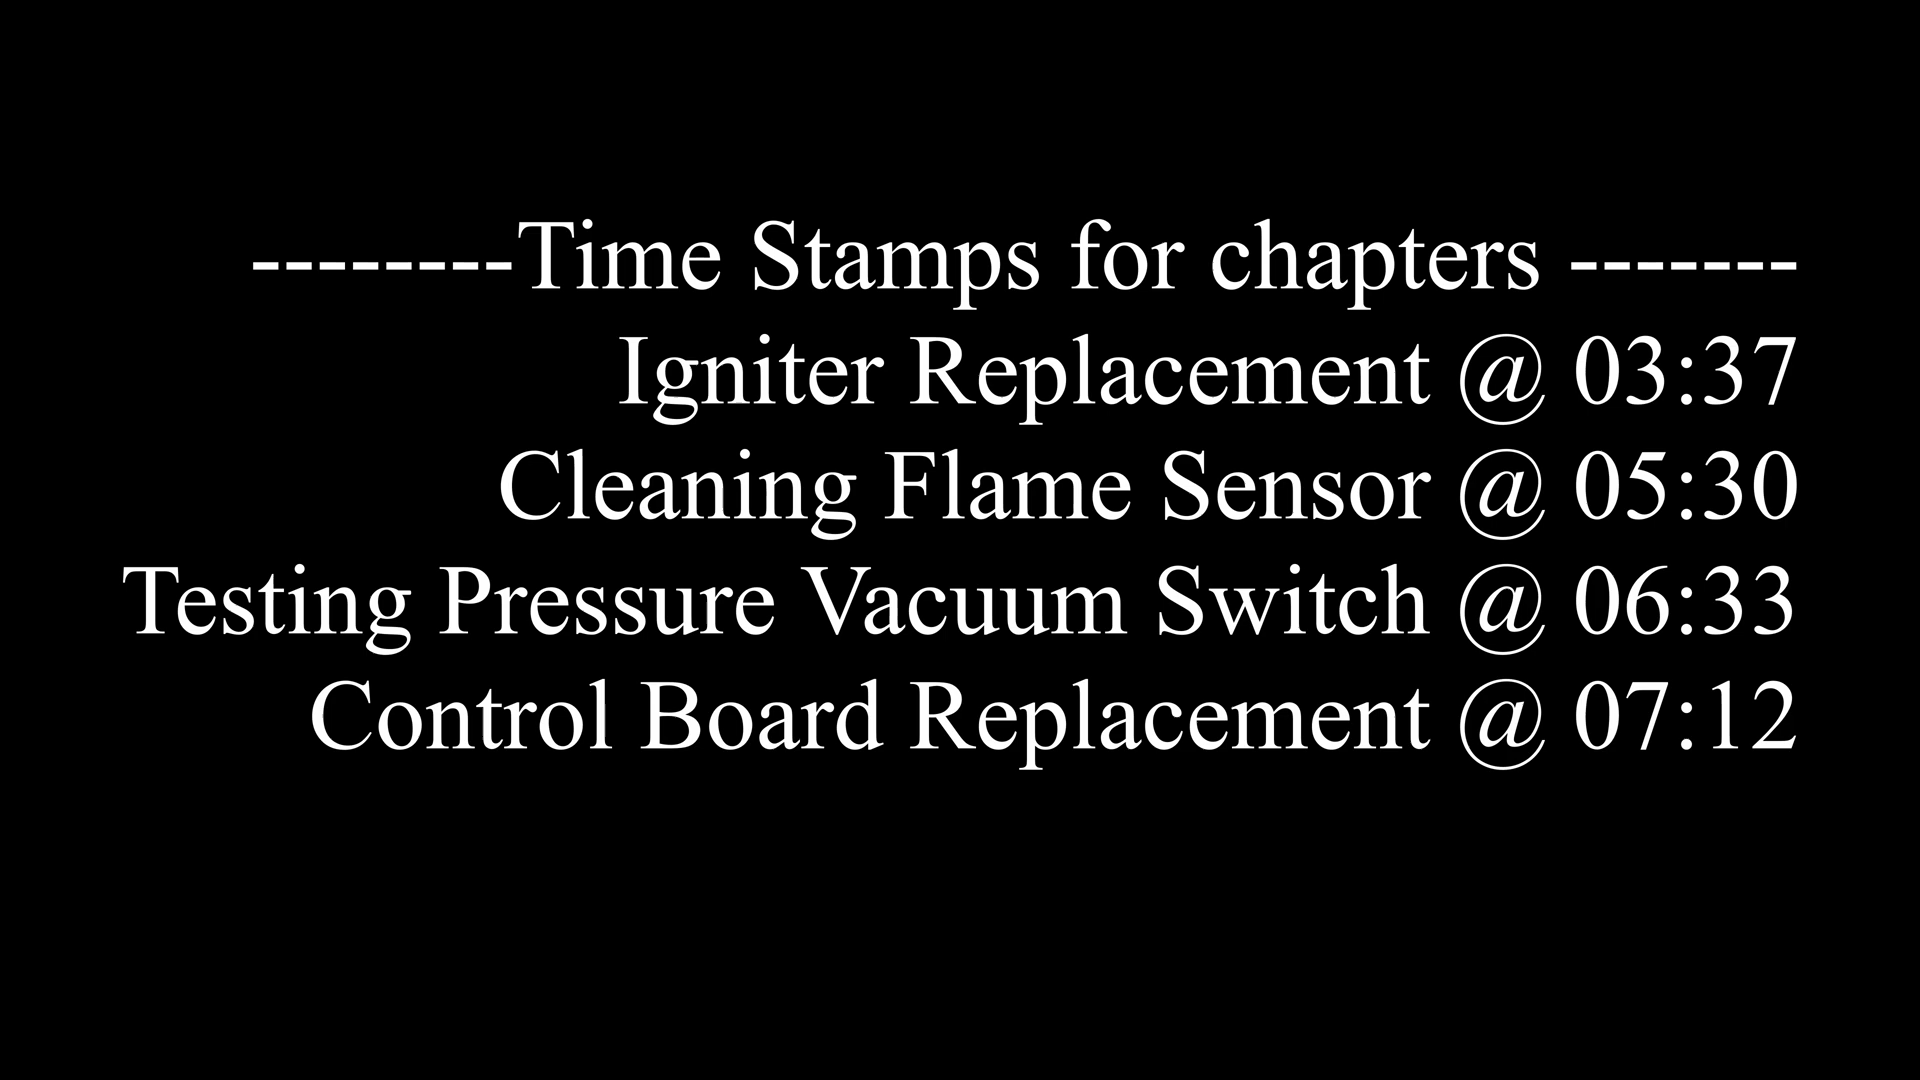 --------Time Stamps for chapters -------
Igniter Replacement @ 03:37
Cleaning Flame Sensor @ 05:30
Testing Pressure Vacuum Switch @ 06:33
Control Board Replacement @ 07:12